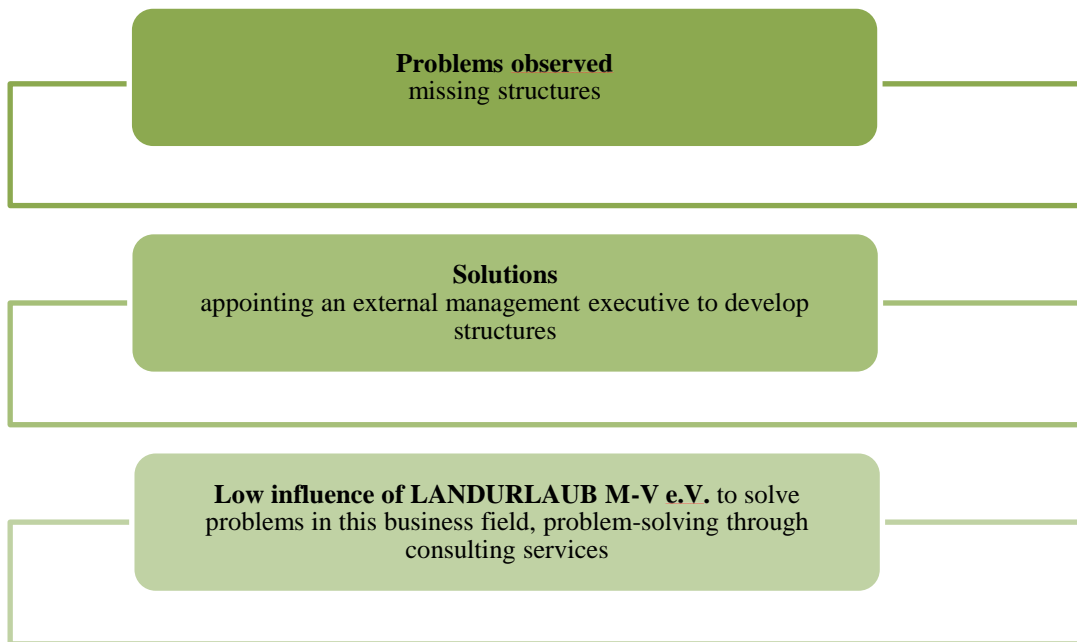 Problems observed
missing structures
Solutions
appointing an external management executive to develop
structures
Low influence of LANDURLAUB M-V e.V. to solve
problems in this business field, problem-solving through
consulting services